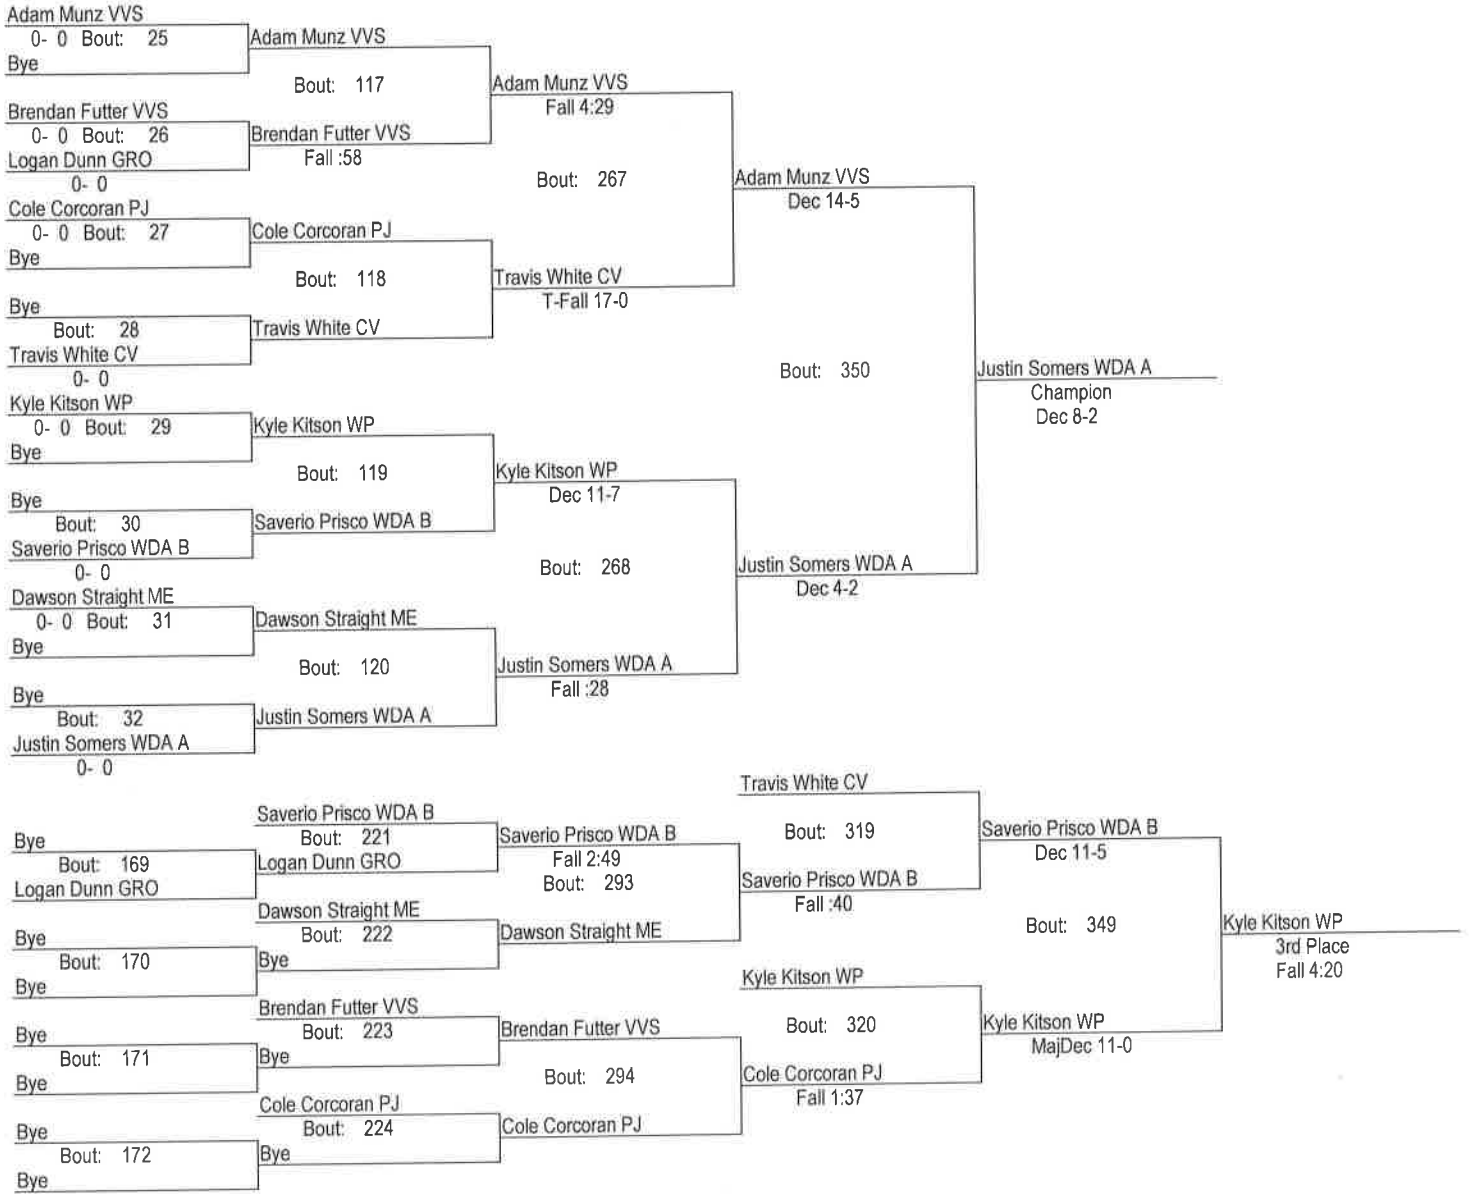 Adam Munz VVS
0- 0 Bout: 25
Bye
Adam Munz VVS
Bout: 117
Brendan Futter VVS
0- 0 Bout: 26
Logan Dunn GRO
0- 0
Brendan Futter VVS
Fall :58
Adam Munz VVS
Fall 4:29
Bout: 267
Cole Corcoran PJ
0- 0 Bout: 27
Bye
Cole Corcoran PJ
Bout: 118
Bye
Bout: 28
Travis White CV
0- 0
Travis White CV
Travis White CV
T-Fall 17-0
Adam Munz VVS
Dec 14-5
Bout: 350
Kyle Kitson WP
0- 0 Bout: 29
Bye
Kyle Kitson WP
Bout: 119
Bye
Bout: 30
Saverio Prisco WDA B
0- 0
Saverio Prisco WDA B
Kyle Kitson WP
Dec 11-7
Bout: 268
Dawson Straight ME
0- 0 Bout: 31
Bye
Dawson Straight ME
Bout: 120
Bye
Bout: 32
Justin Somers WDA A
0- 0
Justin Somers WDA A
Justin Somers WDA A
Fall :28
Justin Somers WDA A
Dec 4-2
Justin Somers WDA A
Champion
Dec 8-2
Bye
Bout: 169
Logan Dunn GRO
Saverio Prisco WDA B
Bout: 221
Logan Dunn GRO
Saverio Prisco WDA B
Fall 2:49
Bout: 293
Bye
Bout: 170
Bye
Dawson Straight ME
Bout: 222
Bye
Dawson Straight ME
Travis White CV
Bout: 319
Saverio Prisco WDA B
Fall :40
Saverio Prisco WDA B
Dec 11-5
Bout: 349
Bye
Bout: 171
Bye
Brendan Futter VVS
Bout: 223
Bye
Brendan Futter VVS
Bout: 294
Bye
Bout: 172
Bye
Cole Corcoran PJ
Bout: 224
Bye
Cole Corcoran PJ
Kyle Kitson WP
Bout: 320
Cole Corcoran PJ
Fall 1:37
Kyle Kitson WP
MajDec 11-0
Kyle Kitson WP
3rd Place
Fall 4:20